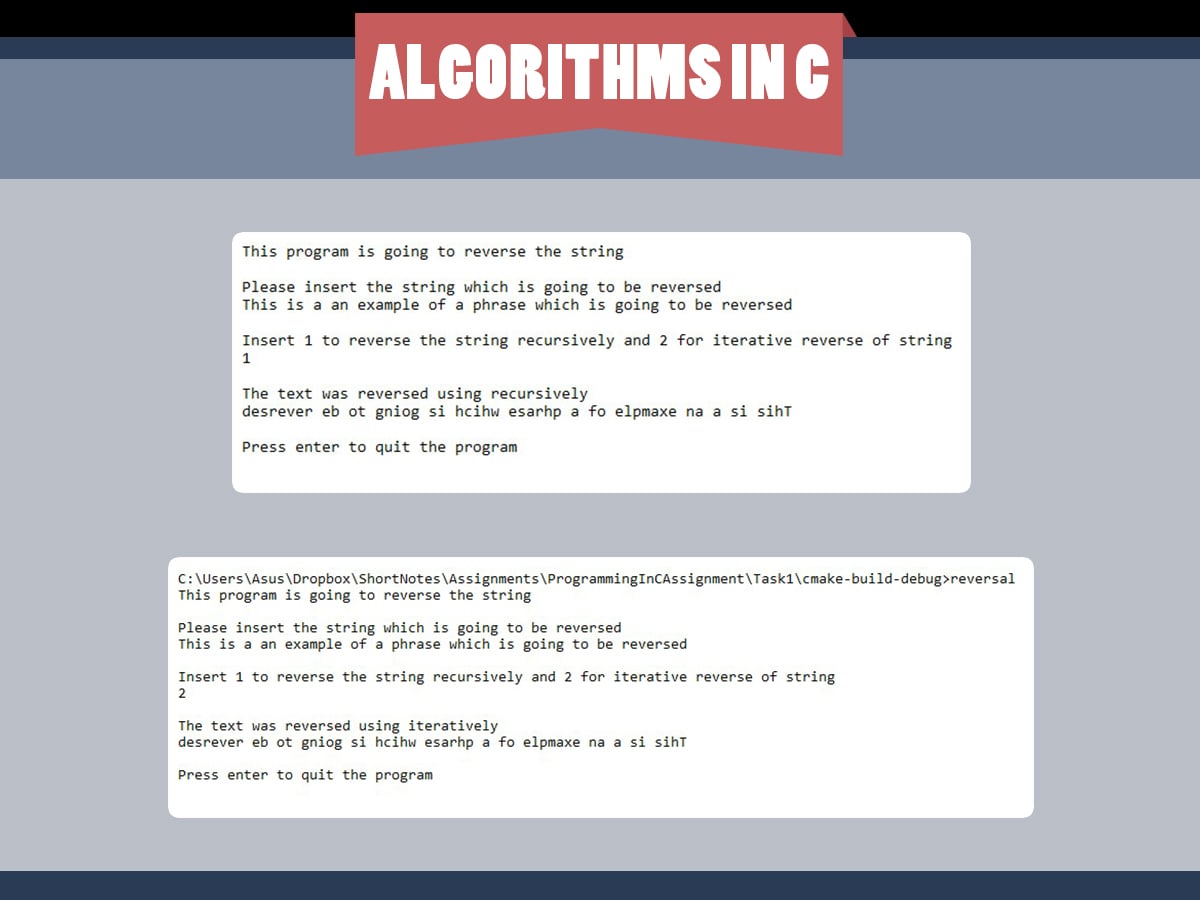 ALGORITHMS IN C
This program is going to reverse the string
Please insert the string which is going to be reversed
This is a an example of a phrase which is going to be reversed
Insert 1 to reverse the string recursively and 2 for iterative reverse of string
1
The text was reversed using recursively
desrever eb ot gniog si hcihw esarhp a fo elpmaxe na a si sihT
Press enter to quit the program
C:\Users\Asus\Dropbox\ShortNotes\Assignments\ProgrammingInCAssignment\Task1\cmake-build-debug>reversal
This program is going to reverse the string
Please insert the string which is going to be reversed
This is a an example of a phrase which is going to be reversed
Insert 1 to reverse the string recursively and 2 for iterative reverse of string
2
The text was reversed using iteratively
desrever eb ot gniog si hcihw esarhp a fo elpmaxe na a si sihT
Press enter to quit the program